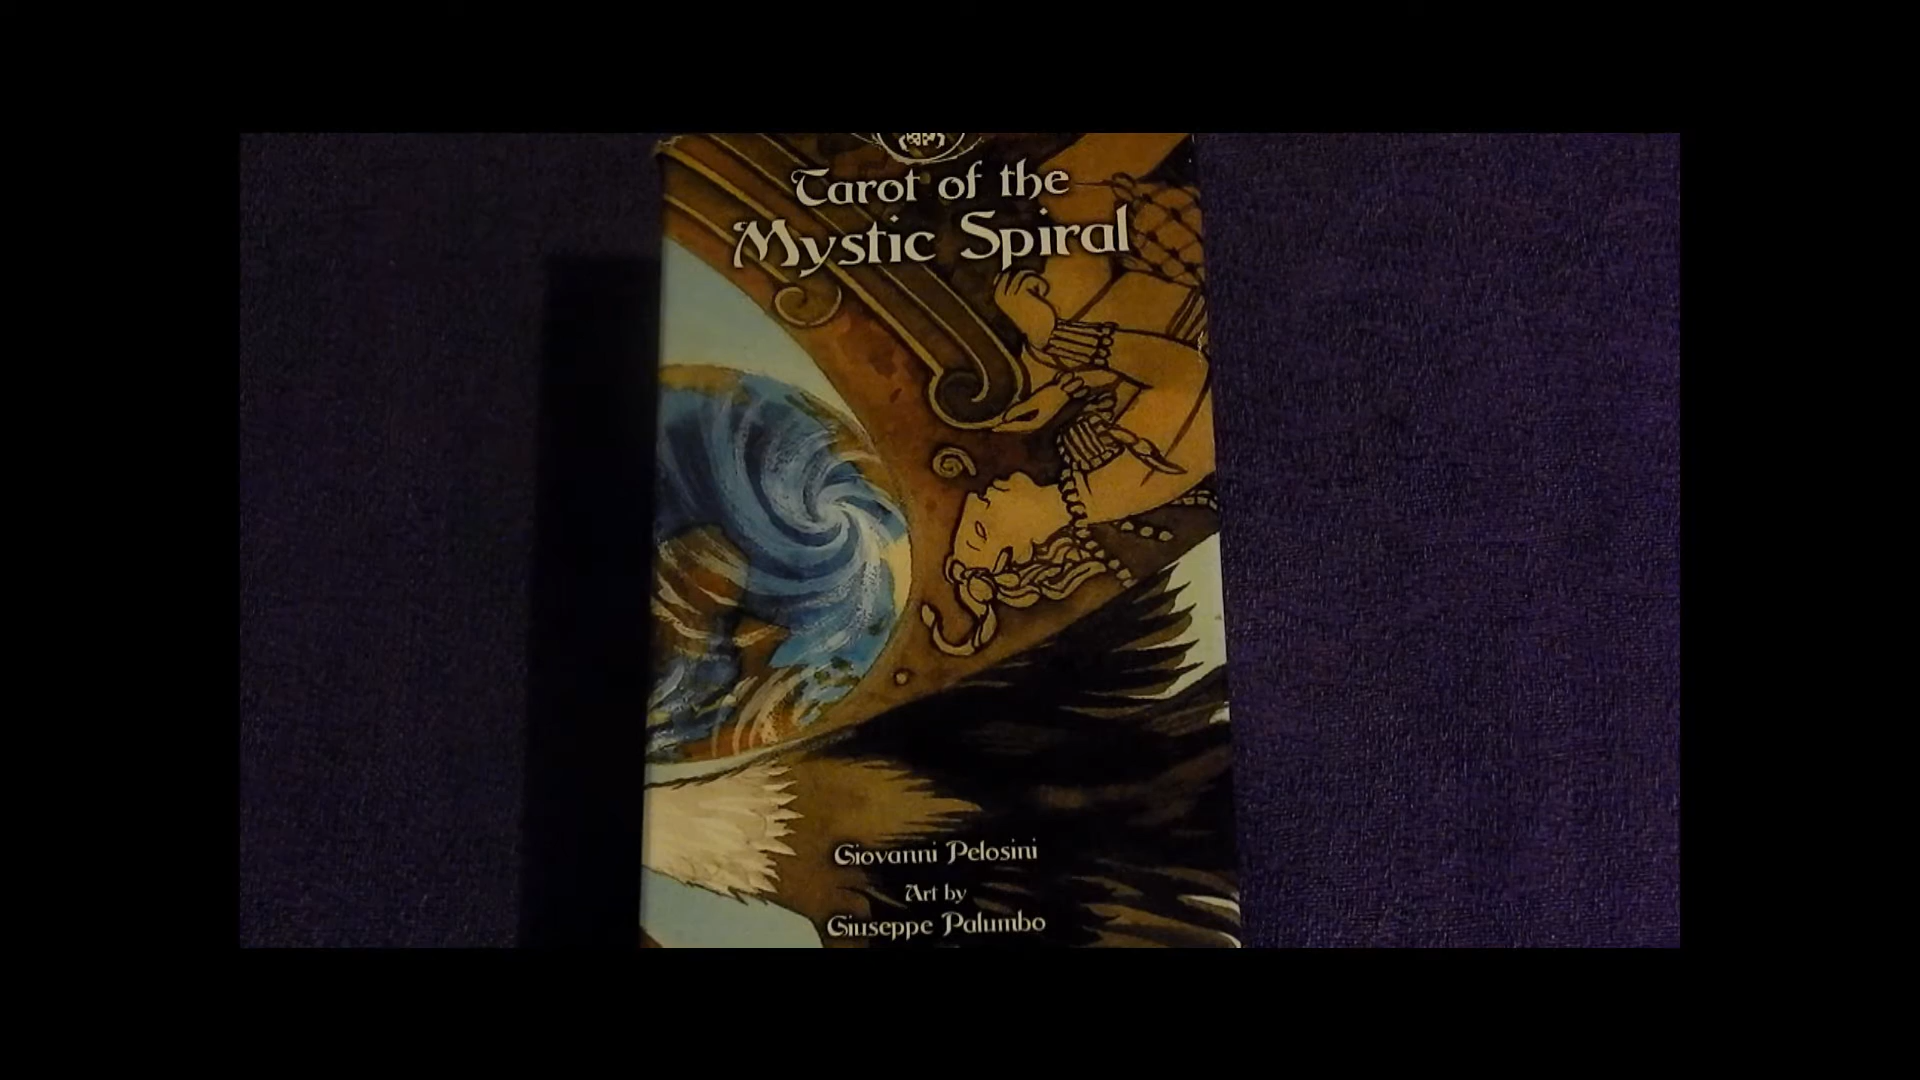 Tarot of the
Mystic Spiral
Giovanni Pelosini
Art by
Giuseppe Palumbo